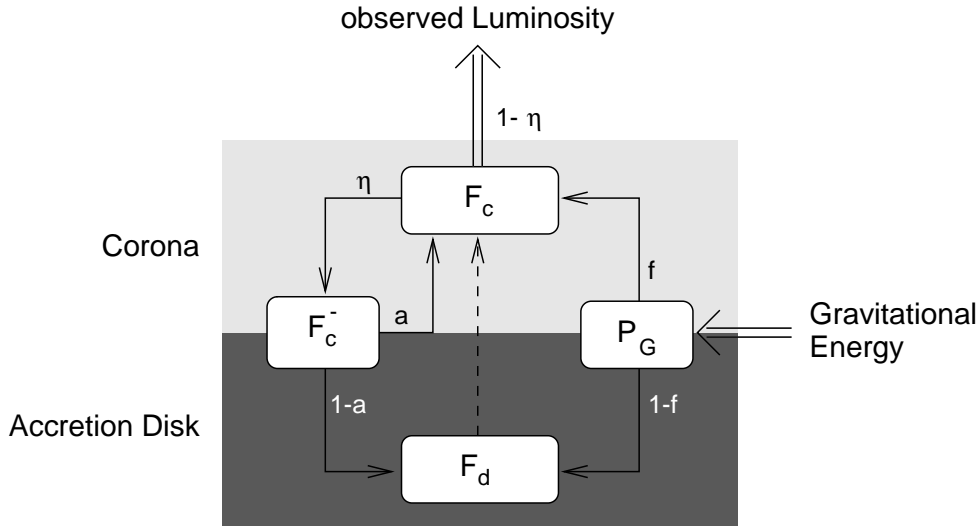 observed Luminosity
1- η
η
F_c
Corona
f
F_c^-
a
P_G
Gravitational
Energy
1-a
1-f
Accretion Disk
F_d